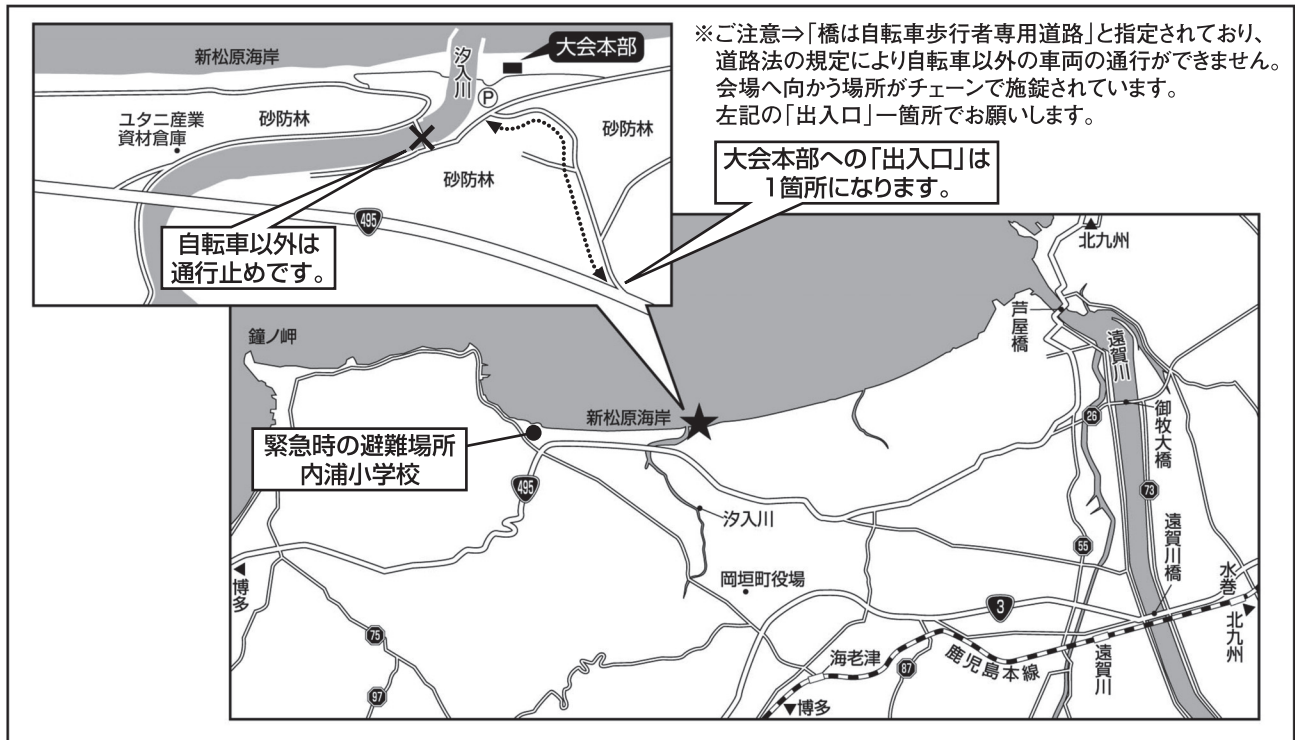 ※ご注意⇒「橋は自転車歩行者専用道路」と指定されており、
道路法の規定により自転車以外の車両の通行ができません。
会場へ向かう場所がチェーンで施錠されています。
左記の「出入口」一箇所でお願いします。
大会本部
新松原海岸
汐入川
P
ユタニ産業
資材倉庫
砂防林
砂防林
砂防林
495
自転車以外は
通行止めです。
大会本部への「出入口」は
1箇所になります。
北九州
鐘ノ岬
芦屋橋
遠賀川
新松原海岸
26
御牧大橋
緊急時の避難場所
内浦小学校
495
73
汐入川
55
遠賀川橋
岡垣町役場
水巻
博多
3
北九州
75
海老津
鹿児島本線
遠賀川
87
97
博多